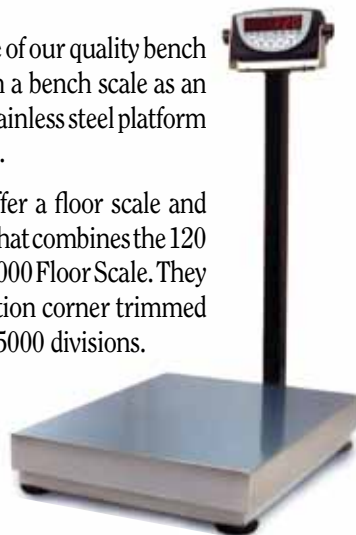 e of our quality bench
a bench scale as an
ainless steel platform
.
fer a floor scale and
hat combines the 120
000 Floor Scale. They
tion corner trimmed
5000 divisions.